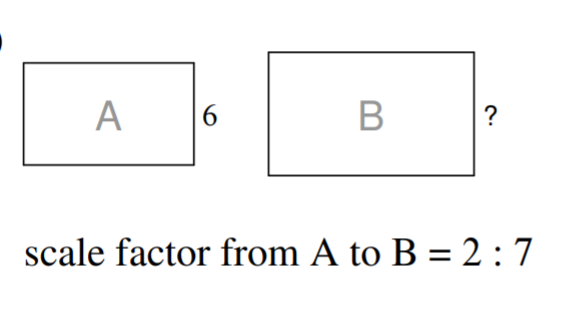 )
A 6 B ?
scale factor from A to B = 2 : 7